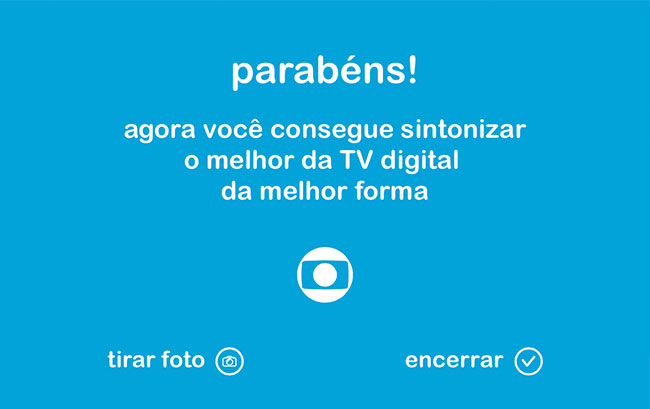 parabéns!
agora você consegue sintonizar
o melhor da TV digital
da melhor forma
tirar foto
encerrar